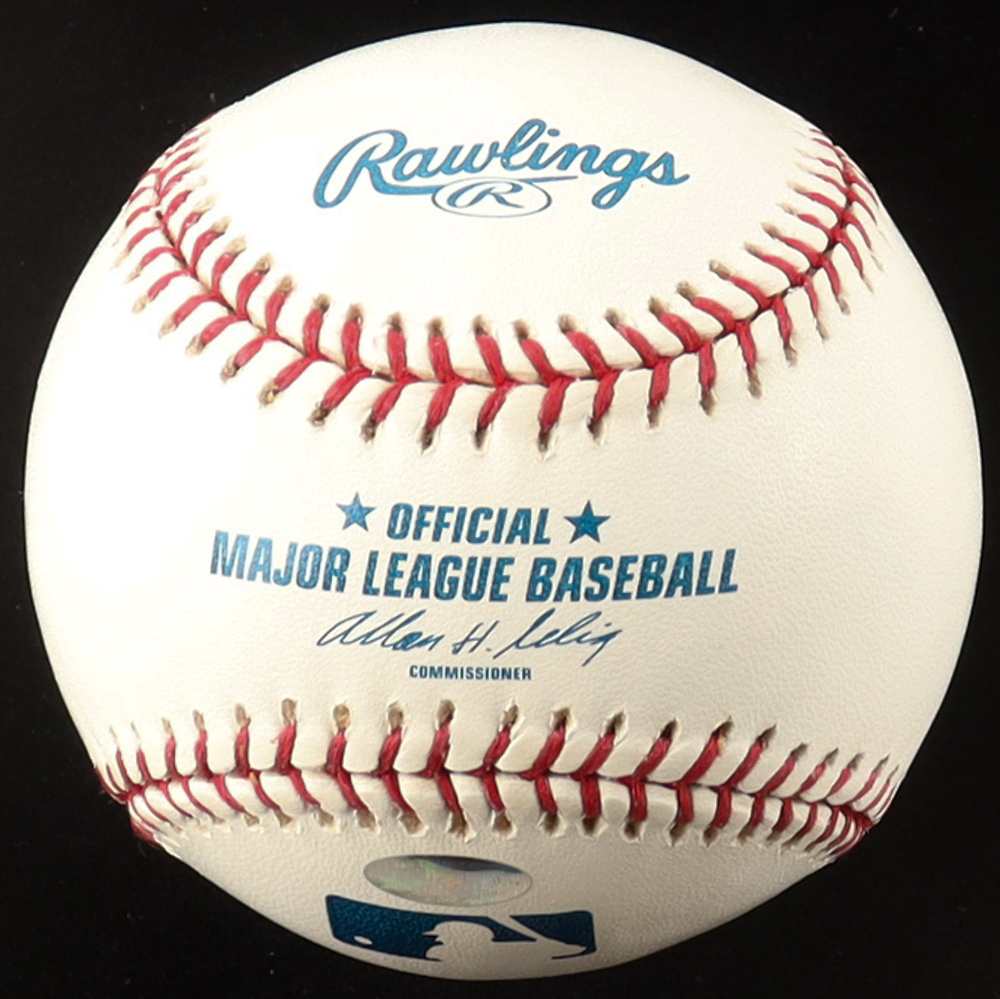 Rawlings
R
★ OFFICIAL ★
MAJOR LEAGUE BASEBALL
Allan H. Selig
COMMISSIONER